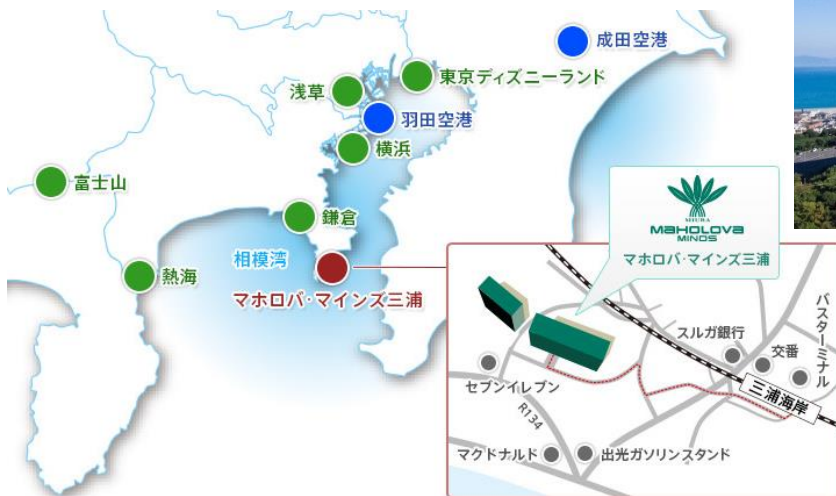 成田空港
東京ディズニーランド
浅草
羽田空港
横浜
富士山
鎌倉
相模湾
熱海
マホロバ・マインズ三浦
MIURA
MAHOLOVA
MINDS
マホロバ・マインズ三浦
バスターミナル
スルガ銀行
交番
セブンイレブン
三浦海岸
R134
マクドナルド
出光ガソリンスタンド